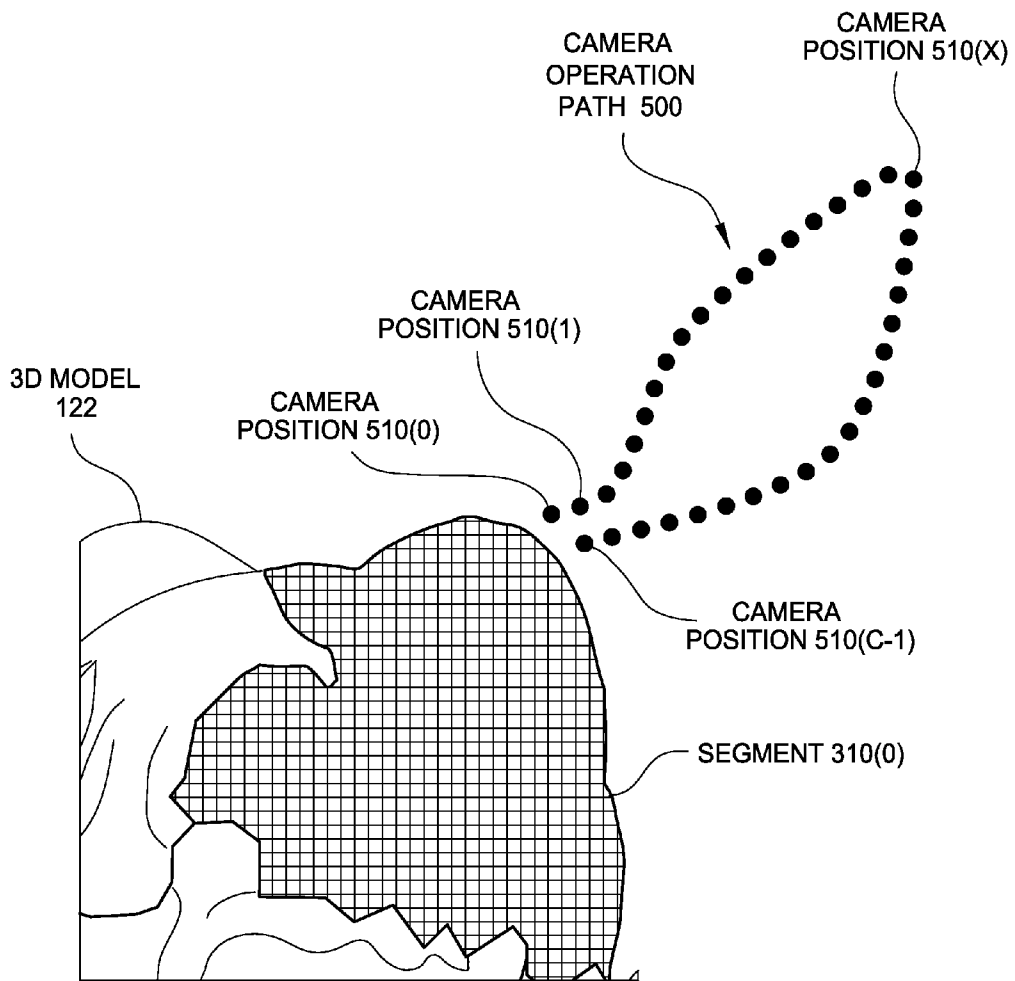 CAMERA
POSITION 510(X)
CAMERA
OPERATION
PATH 500
CAMERA
POSITION 510(1)
3D MODEL
122
CAMERA
POSITION 510(0)
CAMERA
POSITION 510(C-1)
SEGMENT 310(0)